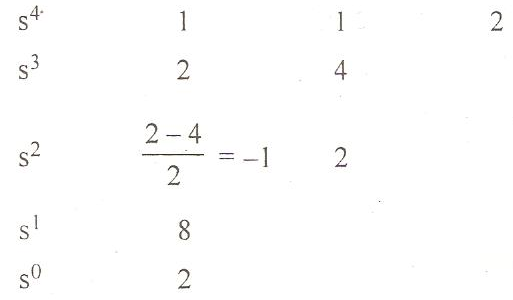 s⁴ 1 1 2
s³ 2 4
s² (2 – 4)/2 = –1 2
s¹ 8
s⁰ 2